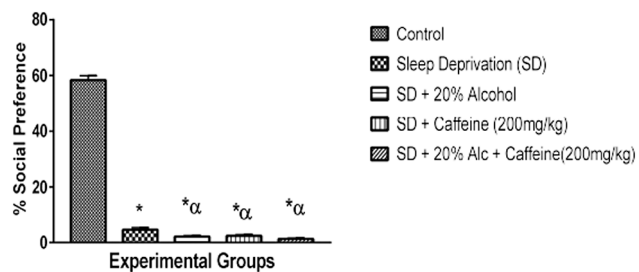 % Social Preference
80
60
40
20
0
*
*α
*α
*α
Experimental Groups
Control
Sleep Deprivation (SD)
SD + 20% Alcohol
SD + Caffeine (200mg/kg)
SD + 20% Alc + Caffeine(200mg/kg)